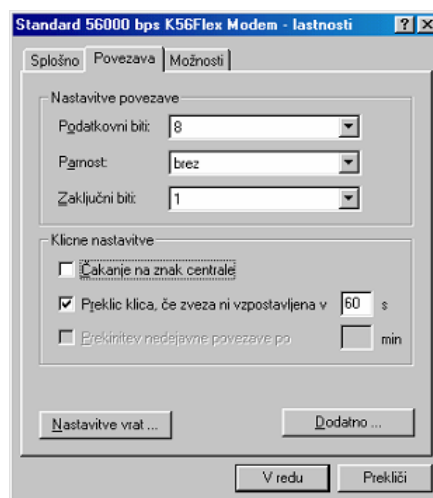 Standard 56000 bps K56Flex Modem - lastnosti
Splošno Povezava Možnosti
Nastavitve povezave
Podatkovni biti: 8
Parnost: brez
Zaključni biti: 1
Klicne nastavitve
Čakanje na znak centrale
Preklic klica, če zveza ni vzpostavljena v 60 s
Prekinitev nedejavne povezave po min
Nastavitve vrat ... Dodatno ...
V redu Prekliči